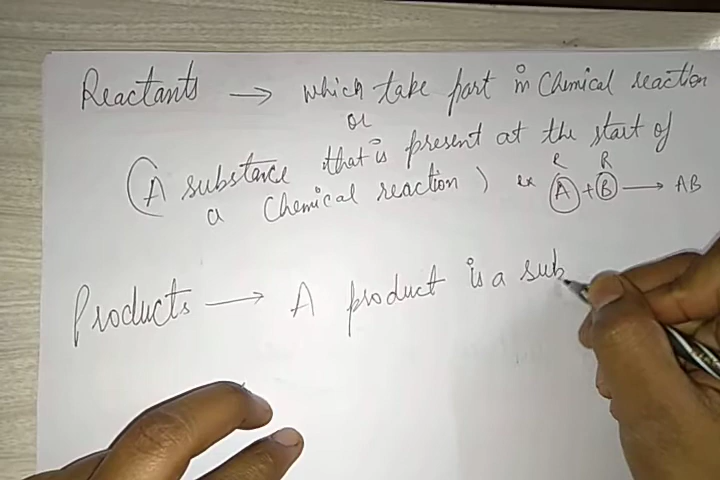 Reactants → which take part in Chemical reaction
or
(A substance that is present at the start of
a Chemical reaction) ex A + B → AB
R R
Products → A product is a sub